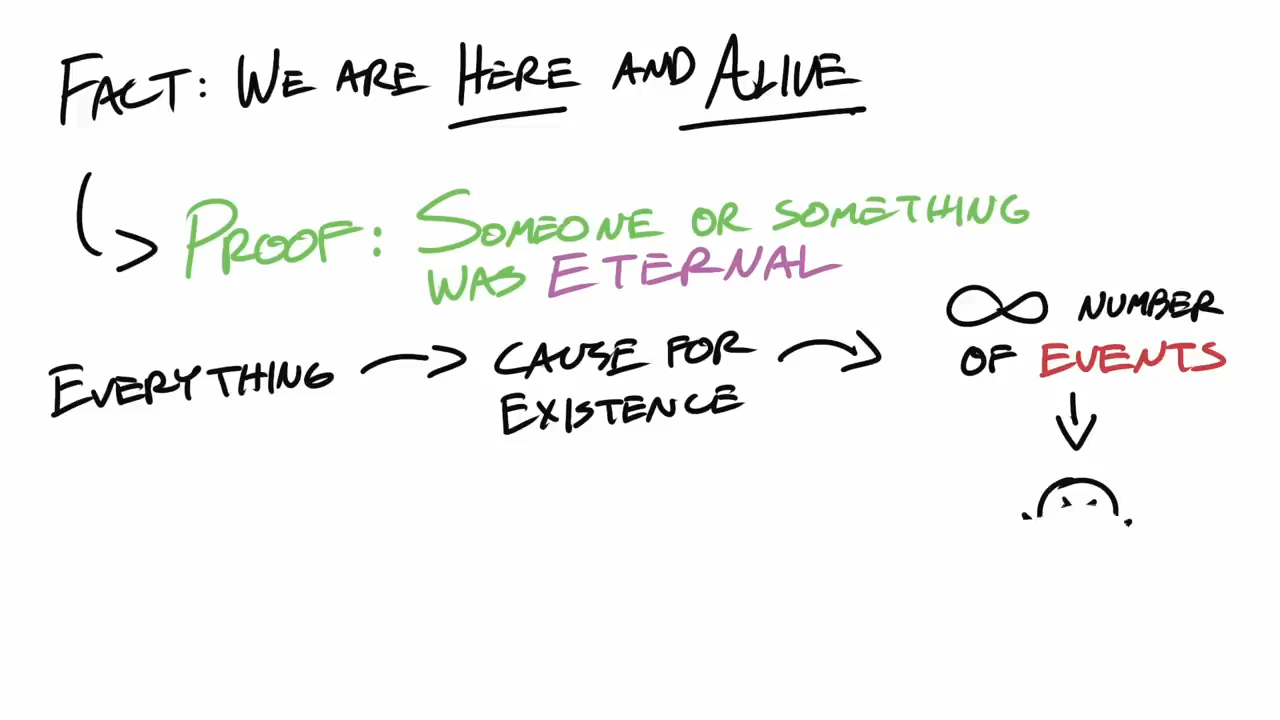 FACT: WE ARE HERE AND ALIVE
PROOF: SOMEONE OR SOMETHING
WAS ETERNAL
EVERYTHING → CAUSE FOR → ∞ NUMBER
EXISTENCE OF EVENTS